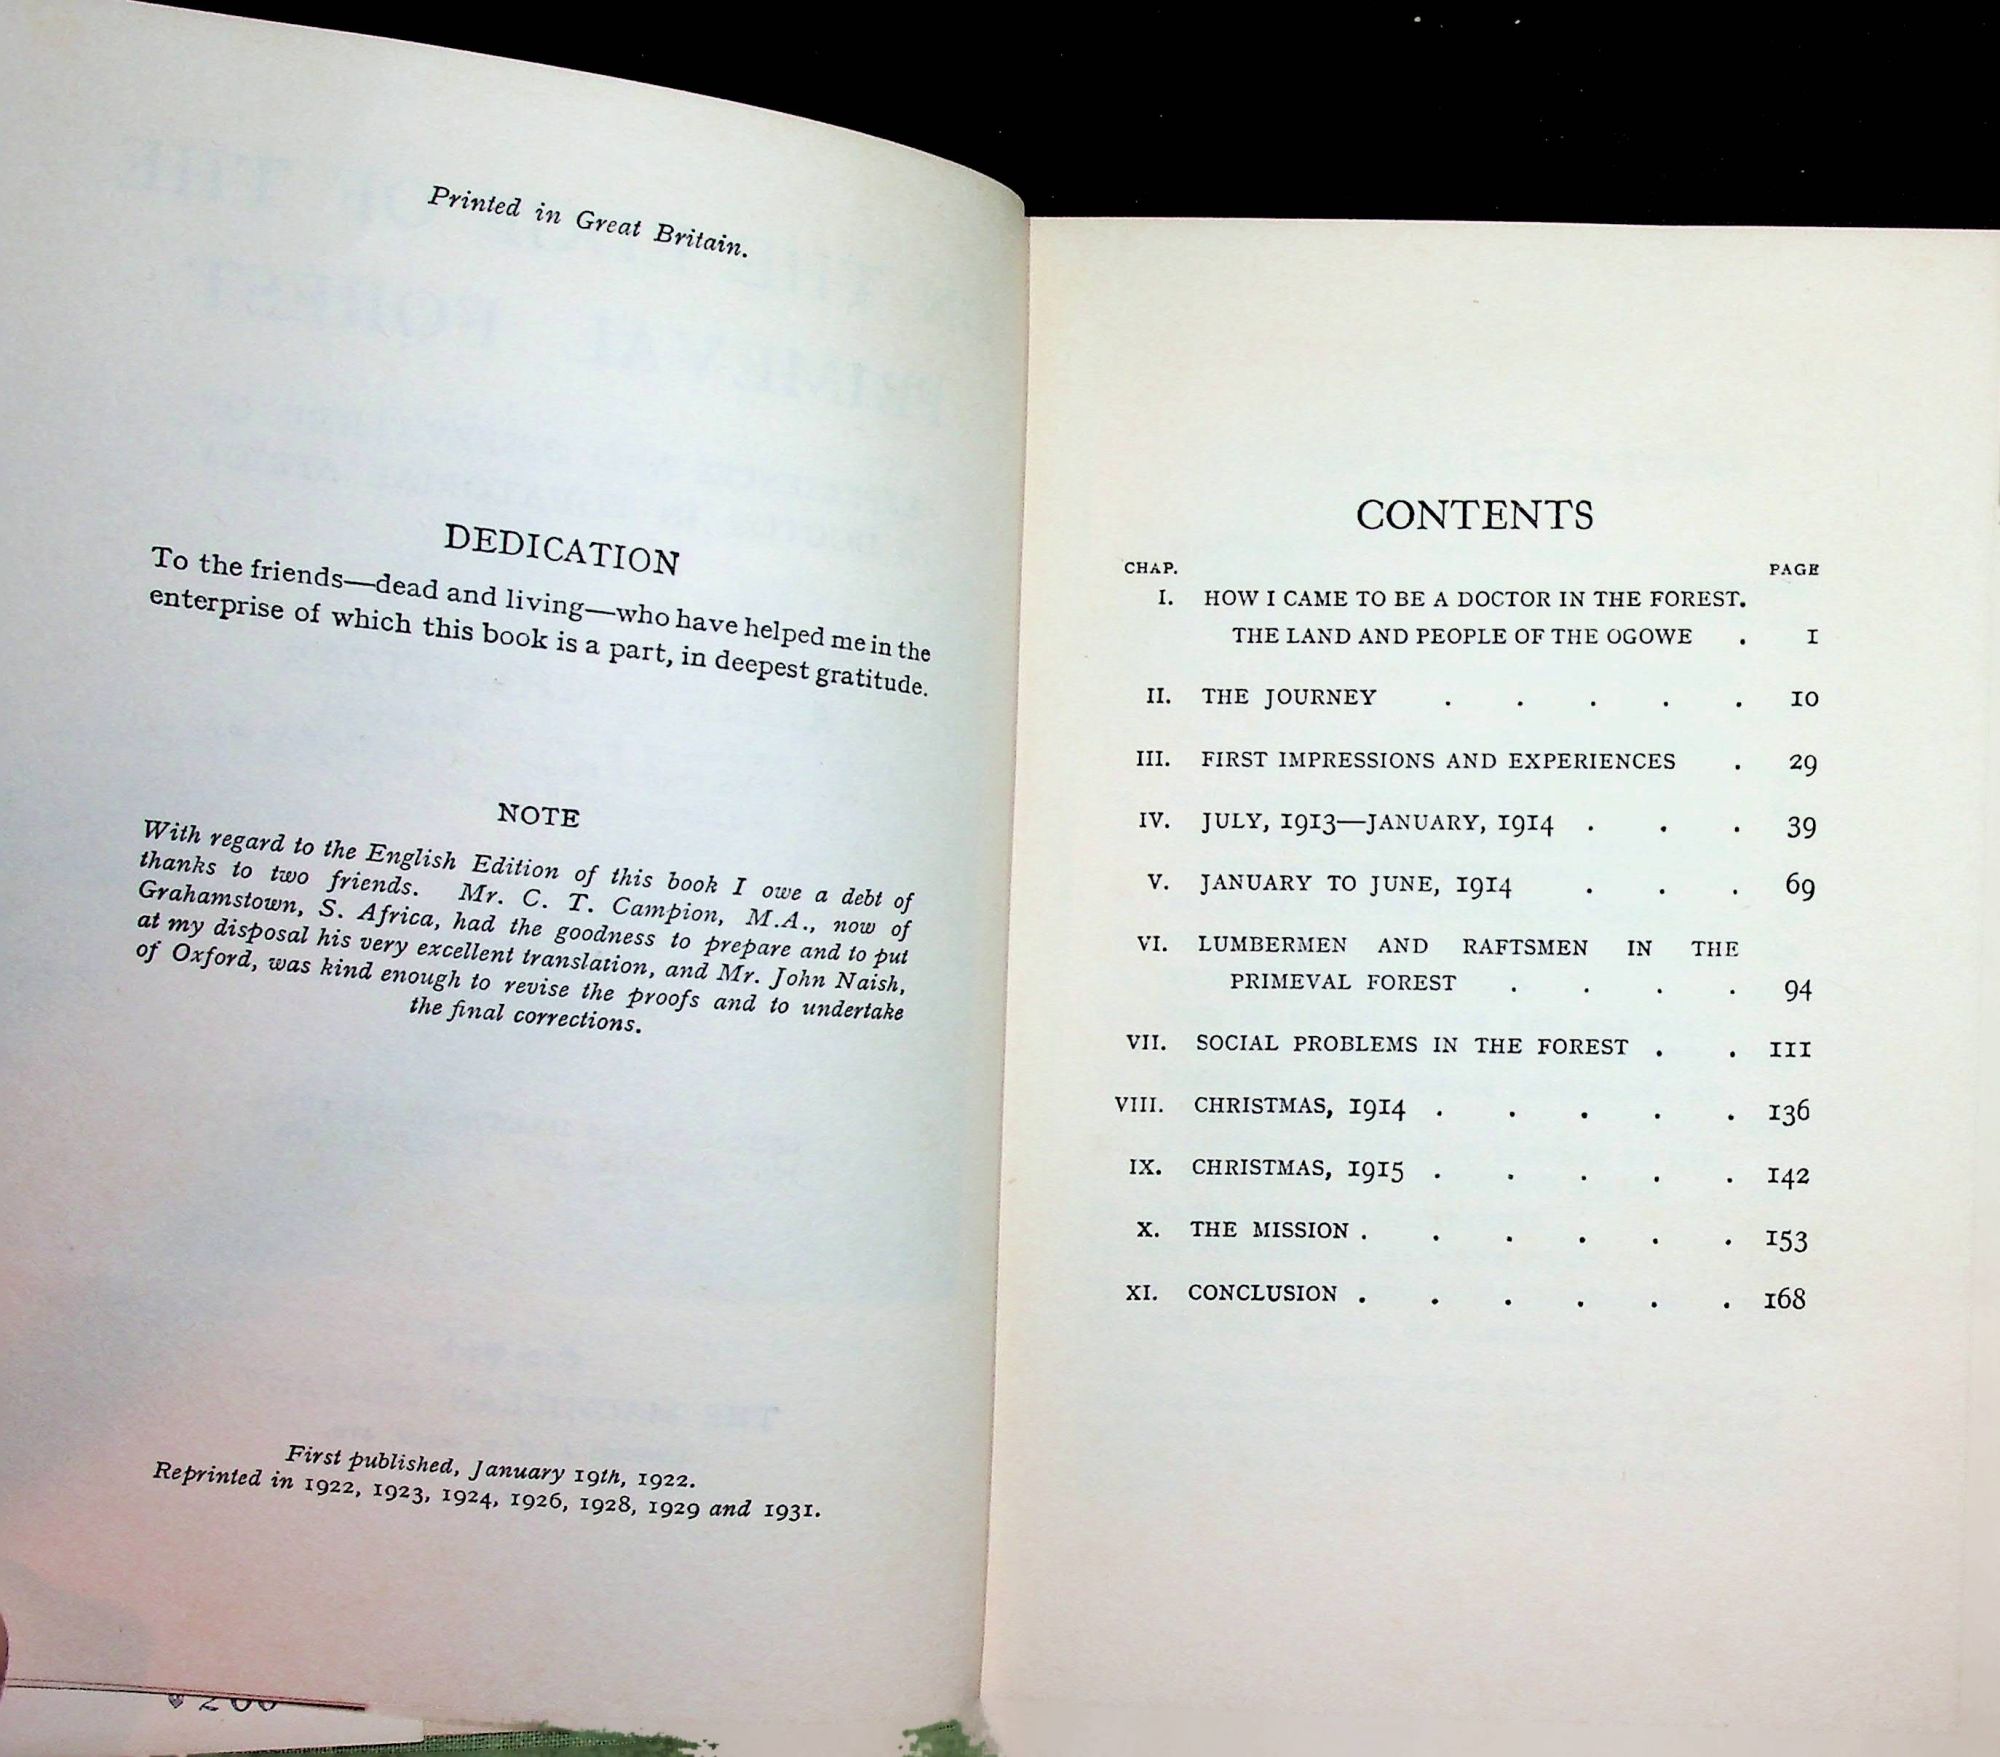 Printed in Great Britain.
DEDICATION
To the friends—dead and living—who have helped me in the
enterprise of which this book is a part, in deepest gratitude.
NOTE
With regard to the English Edition of this book I owe a debt of
thanks to two friends. Mr. C. T. Campion, M.A., now of
Grahamstown, S. Africa, had the goodness to prepare and to put
at my disposal his very excellent translation, and Mr. John Naish,
of Oxford, was kind enough to revise the proofs and to undertake
the final corrections.
First published, January 19th, 1922.
Reprinted in 1922, 1923, 1924, 1926, 1928, 1929 and 1931.
CONTENTS
CHAP. PAGE
I. HOW I CAME TO BE A DOCTOR IN THE FOREST.
THE LAND AND PEOPLE OF THE OGOWE . 1
II. THE JOURNEY . . . . . 10
III. FIRST IMPRESSIONS AND EXPERIENCES . 29
IV. JULY, 1913—JANUARY, 1914 . . . 39
V. JANUARY TO JUNE, 1914 . . . 69
VI. LUMBERMEN AND RAFTSMEN IN THE
PRIMEVAL FOREST . . . . 94
VII. SOCIAL PROBLEMS IN THE FOREST . . 111
VIII. CHRISTMAS, 1914 . . . . . 136
IX. CHRISTMAS, 1915 . . . . . 142
X. THE MISSION . . . . . . 153
XI. CONCLUSION . . . . . . 168